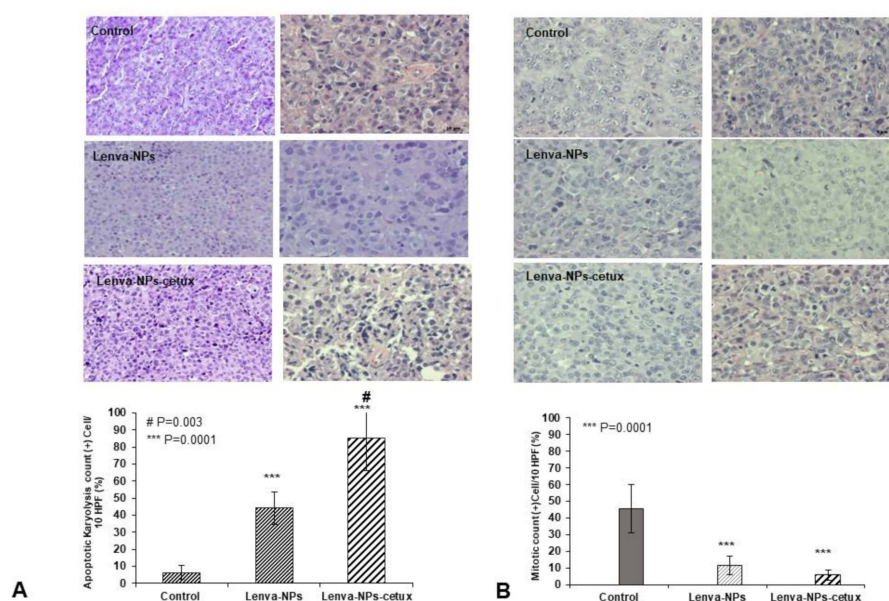 Control
Lenva-NPs
Lenva-NPs-cetux
#
***
# P=0.003
*** P=0.0001
***
Apoptotic Karyolysis count (+) Cell/
10 HPF (%)
100
90
80
70
60
50
40
30
20
10
0
Control
Lenva-NPs
Lenva-NPs-cetux
A
Control
Lenva-NPs
Lenva-NPs-cetux
*** P=0.0001
***
***
Mitotic count (+) Cell/10 HPF (%)
100
90
80
70
60
50
40
30
20
10
0
Control
Lenva-NPs
Lenva-NPs-cetux
B